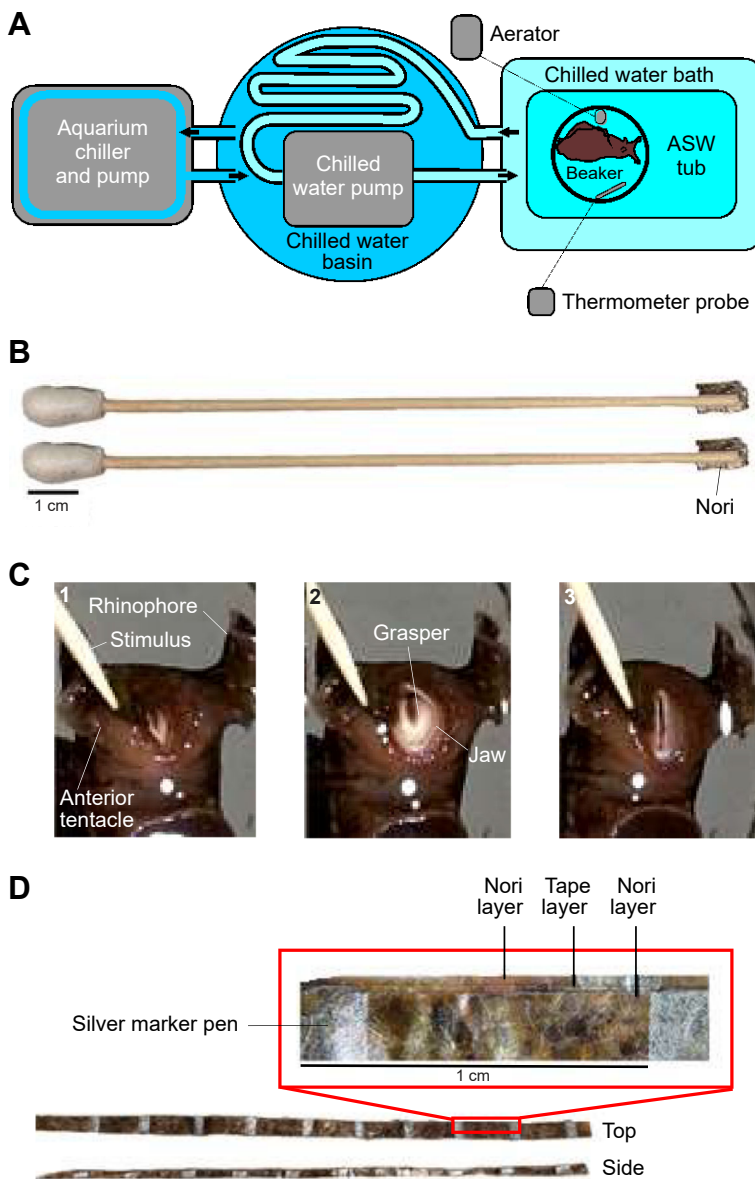 A
Aerator
Chilled water bath
Aquarium
chiller
and pump
Chilled
water pump
ASW
tub
Beaker
Chilled water
basin
Thermometer probe
B
1 cm
Nori
C
1
2
3
Rhinophore
Stimulus
Grasper
Jaw
Anterior
tentacle
D
Nori
layer
Tape
layer
Nori
layer
Silver marker pen
1 cm
Top
Side